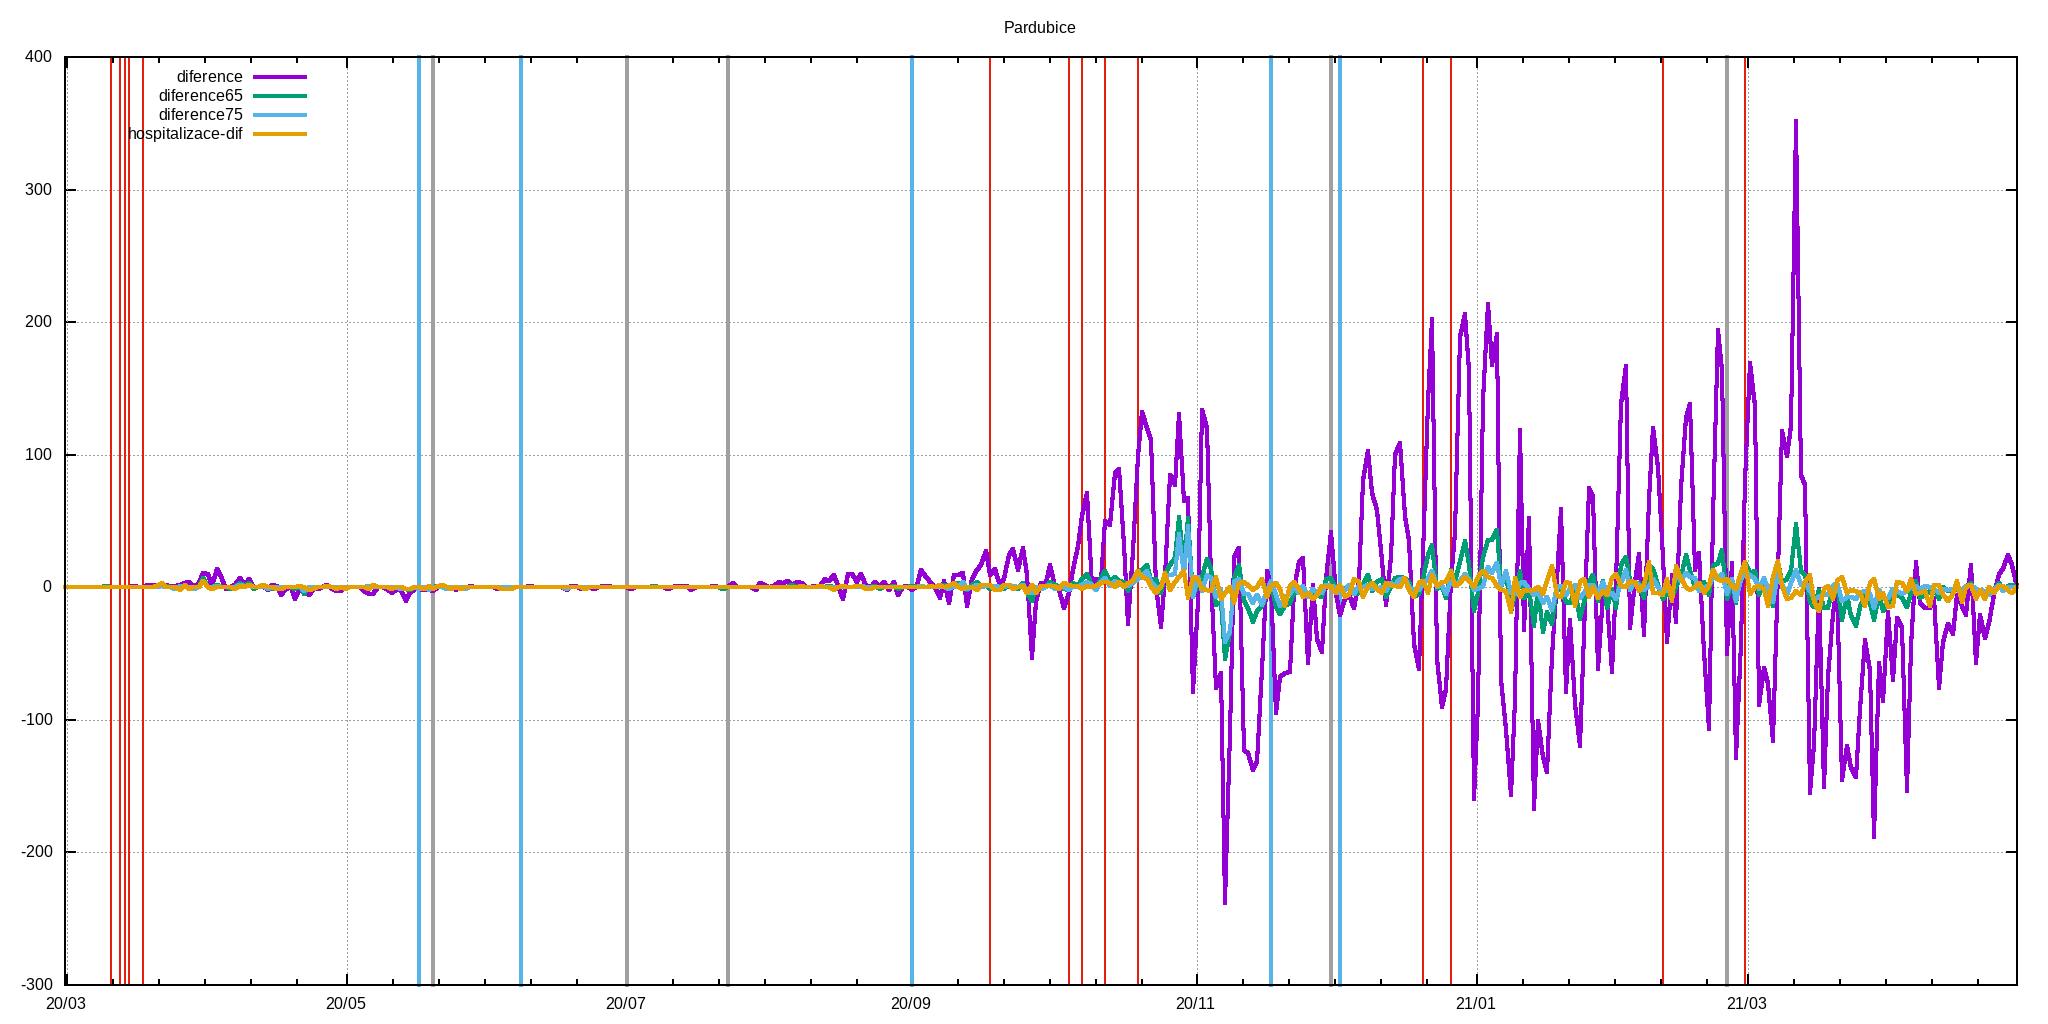 Pardubice
400
300
200
100
0
-100
-200
-300
diference
diference65
diference75
hospitalizace-dif
20/03 20/05 20/07 20/09 20/11 21/01 21/03